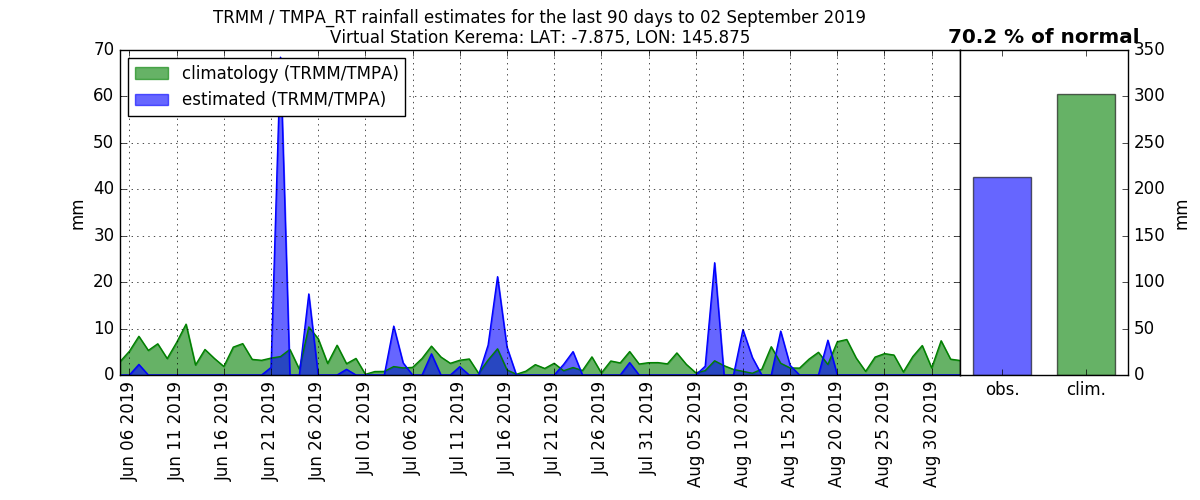 TRMM / TMPA_RT rainfall estimates for the last 90 days to 02 September 2019
Virtual Station Kerema: LAT: -7.875, LON: 145.875
70.2 % of normal
climatology (TRMM/TMPA)
estimated (TRMM/TMPA)
70
60
50
40
30
20
10
0
mm
Jun 06 2019
Jun 11 2019
Jun 16 2019
Jun 21 2019
Jun 26 2019
Jul 01 2019
Jul 06 2019
Jul 11 2019
Jul 16 2019
Jul 21 2019
Jul 26 2019
Jul 31 2019
Aug 05 2019
Aug 10 2019
Aug 15 2019
Aug 20 2019
Aug 25 2019
Aug 30 2019
obs.
clim.
350
300
250
200
150
100
50
0
mm